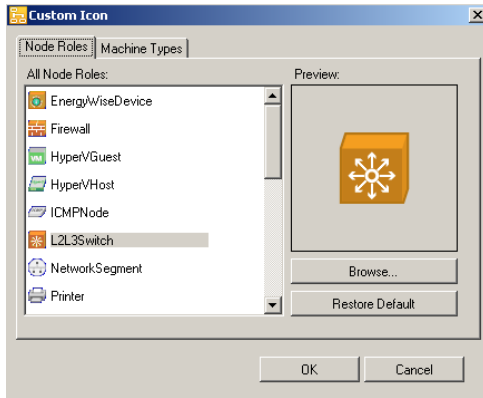 Custom Icon
Node Roles Machine Types
All Node Roles:
Preview:
EnergyWiseDevice
Firewall
VM HyperVGuest
HyperVHost
ICMPNode
L2L3Switch
NetworkSegment
Printer
Browse...
Restore Default
OK Cancel